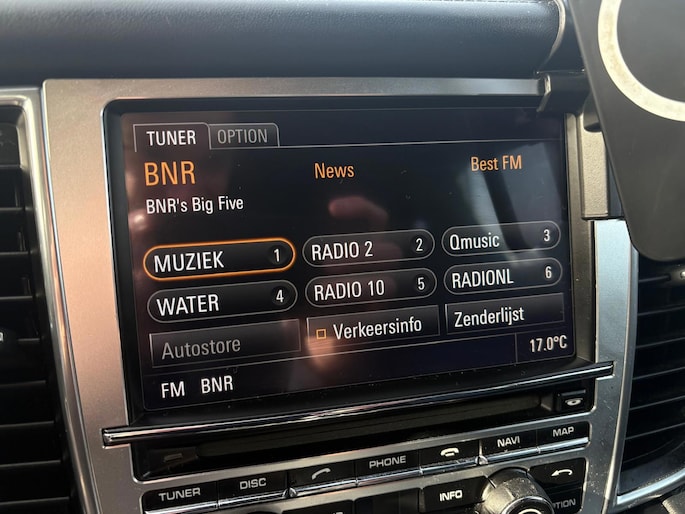 TUNER OPTION
BNR News Best FM
BNR's Big Five
MUZIEK 1 RADIO 2 2 Qmusic 3
WATER 4 RADIO 10 5 RADIONL 6
Autostore Verkeersinfo Zenderlijst
17.0°C
FM BNR
TUNER DISC PHONE NAVI MAP
INFO OPTION